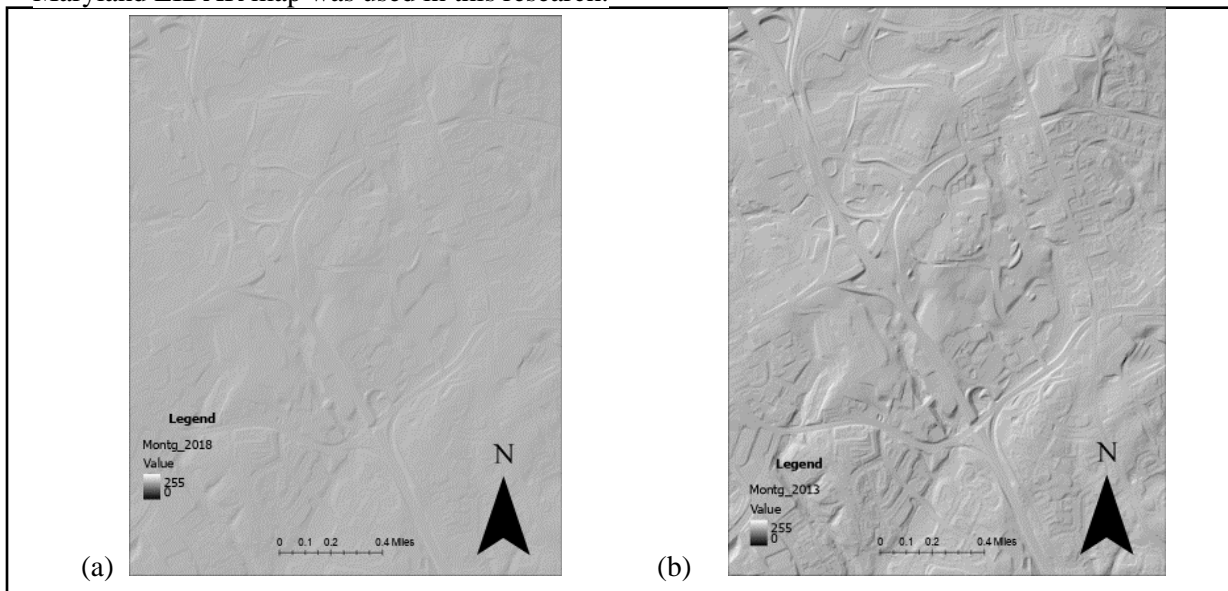 Maryland LIDAR map was used in this research.
Legend
Montg_2018
Value
255
0
N
0 0.1 0.2 0.4 Miles
(a)
Legend
Montg_2013
Value
255
0
N
0 0.1 0.2 0.4 Miles
(b)